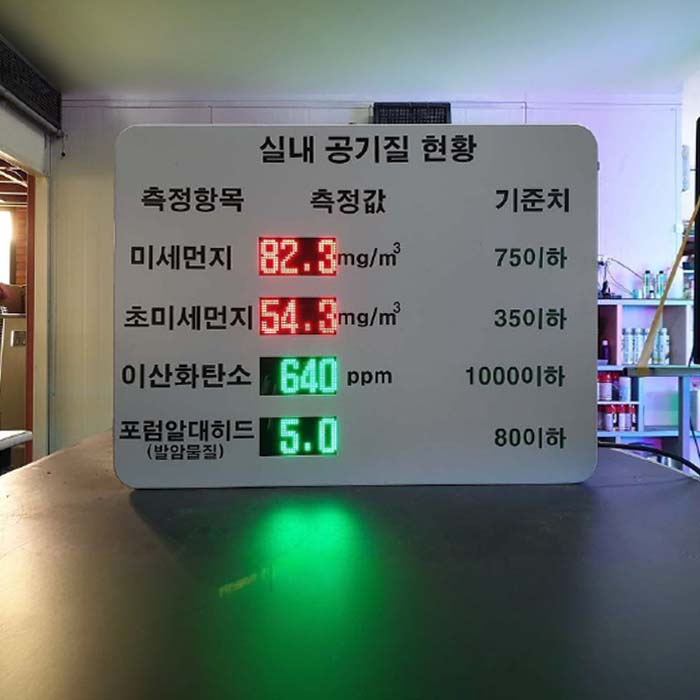 실내 공기질 현황
측정항목 측정값 기준치
미세먼지 82.3 mg/m³ 75이하
초미세먼지 54.3 mg/m³ 35이하
이산화탄소 640 ppm 1000이하
포럼알대히드 5.0 80이하
(발암물질)